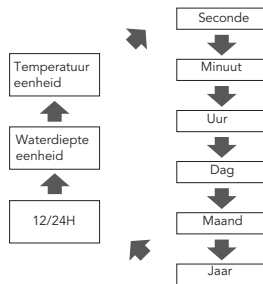 Seconde
Minuut
Uur
Dag
Maand
Jaar
12/24H
Waterdiepte
eenheid
Temperatuur
eenheid